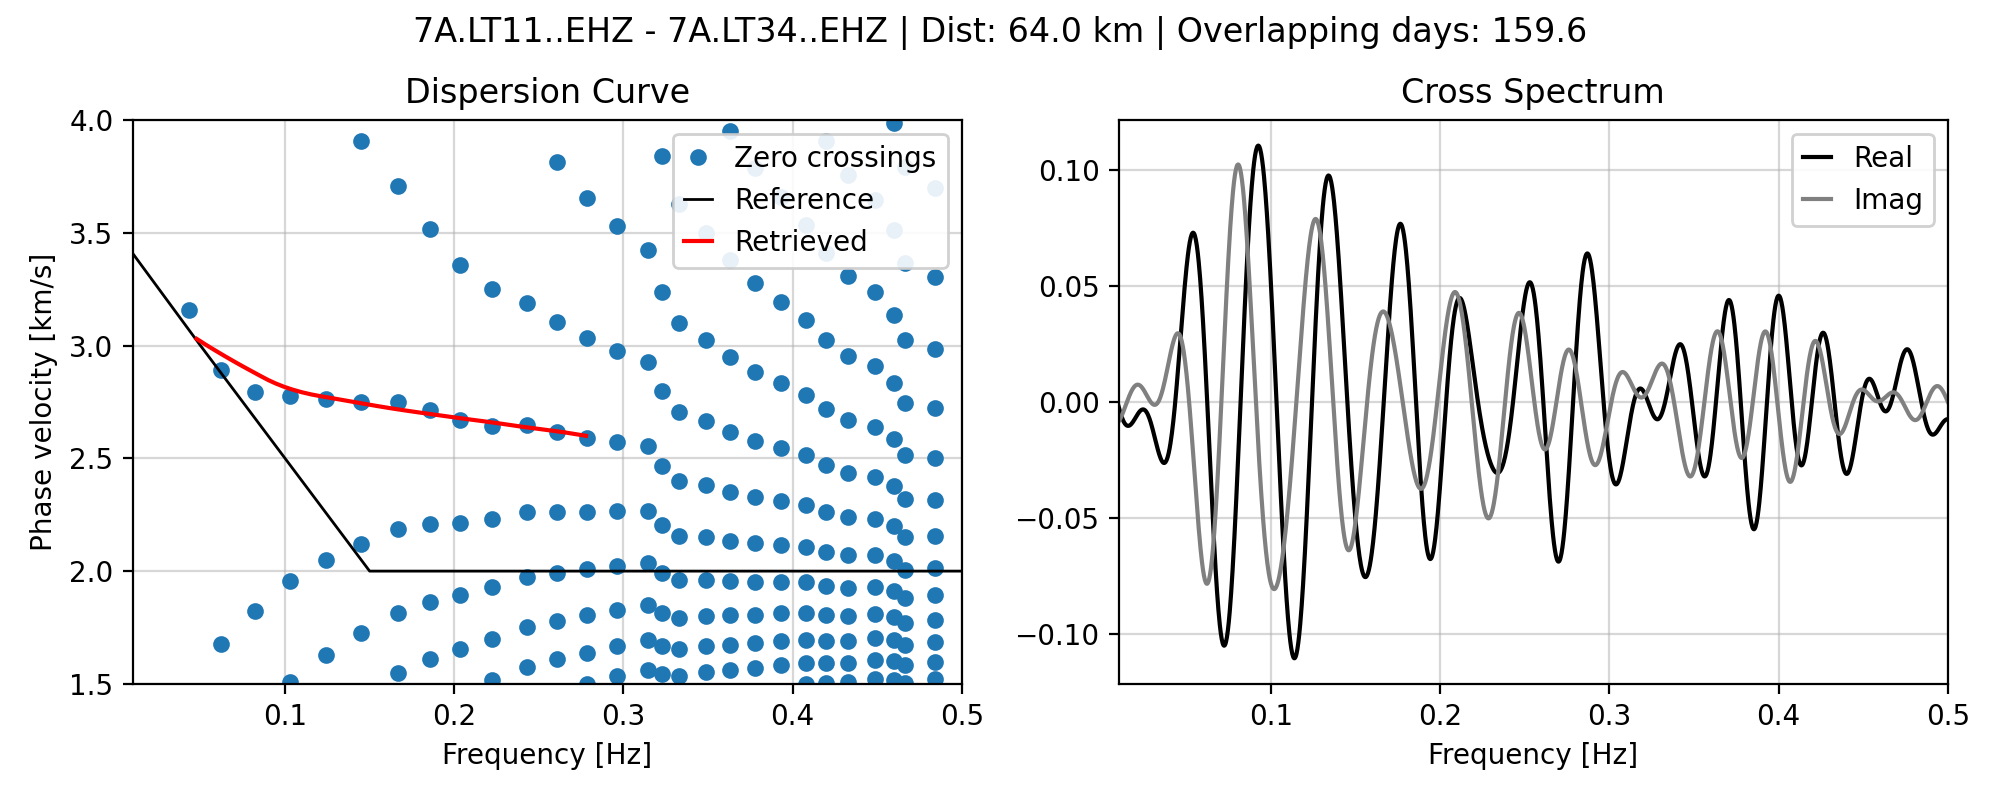 7A.LT11..EHZ - 7A.LT34..EHZ | Dist: 64.0 km | Overlapping days: 159.6
Dispersion Curve
4.0
3.5
3.0
2.5
2.0
1.5
Phase velocity [km/s]
0.1 0.2 0.3 0.4 0.5
Frequency [Hz]
Zero crossings
Reference
Retrieved
Cross Spectrum
0.10
0.05
0.00
−0.05
−0.10
0.1 0.2 0.3 0.4 0.5
Frequency [Hz]
Real
Imag